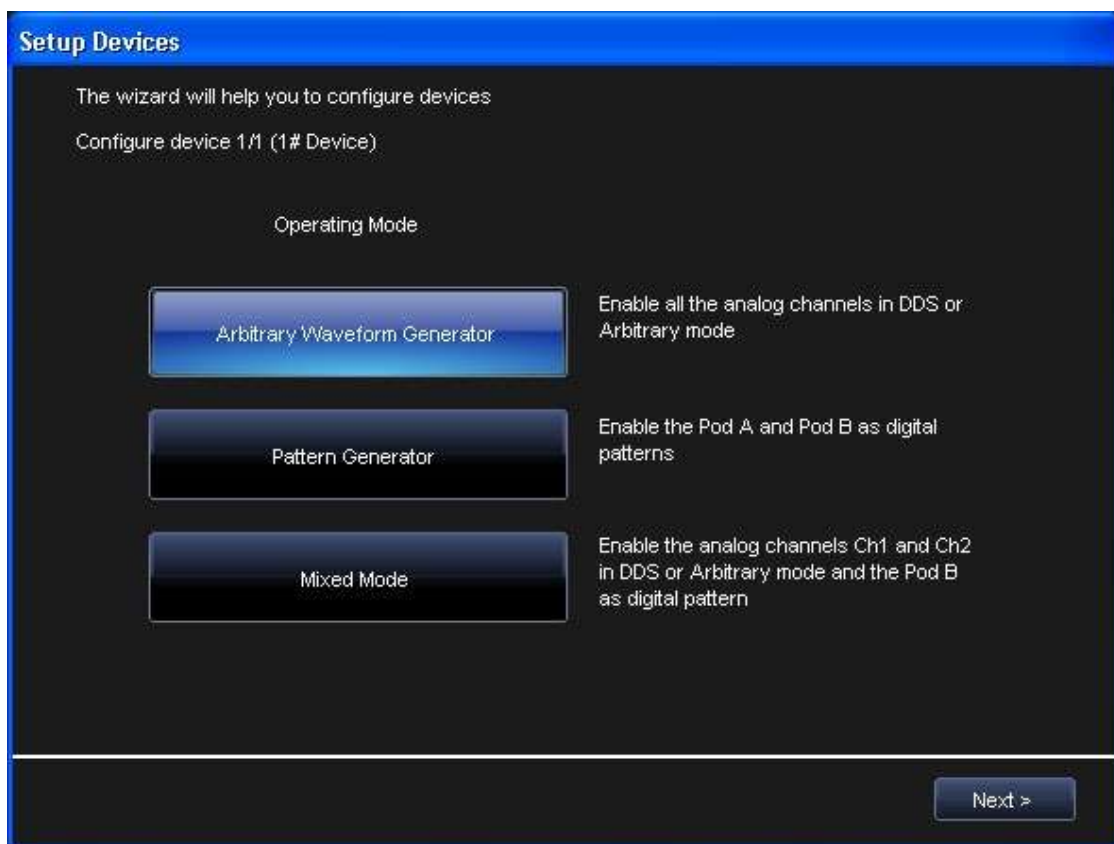 Setup Devices
The wizard will help you to configure devices
Configure device 1/1 (1# Device)
Operating Mode
Arbitrary Waveform Generator
Enable all the analog channels in DDS or
Arbitrary mode
Pattern Generator
Enable the Pod A and Pod B as digital
patterns
Mixed Mode
Enable the analog channels Ch1 and Ch2
in DDS or Arbitrary mode and the Pod B
as digital pattern
Next >